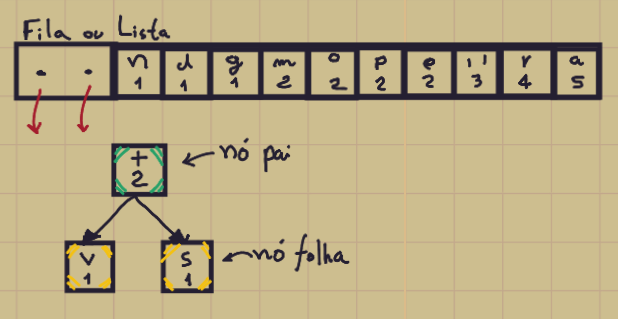 Fila ou Lista
. . n d g m o p e ' ' r a
1 1 1 2 2 2 2 3 4 5
+
2
nó pai
v s
1 1
nó folha